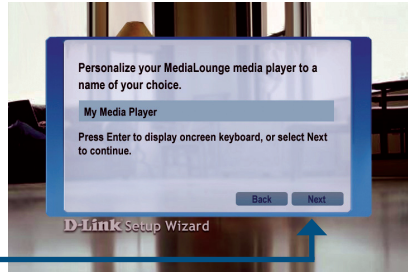 Personalize your MediaLounge media player to a
name of your choice.
My Media Player
Press Enter to display oncreen keyboard, or select Next
to continue.
Back Next
D-Link Setup Wizard